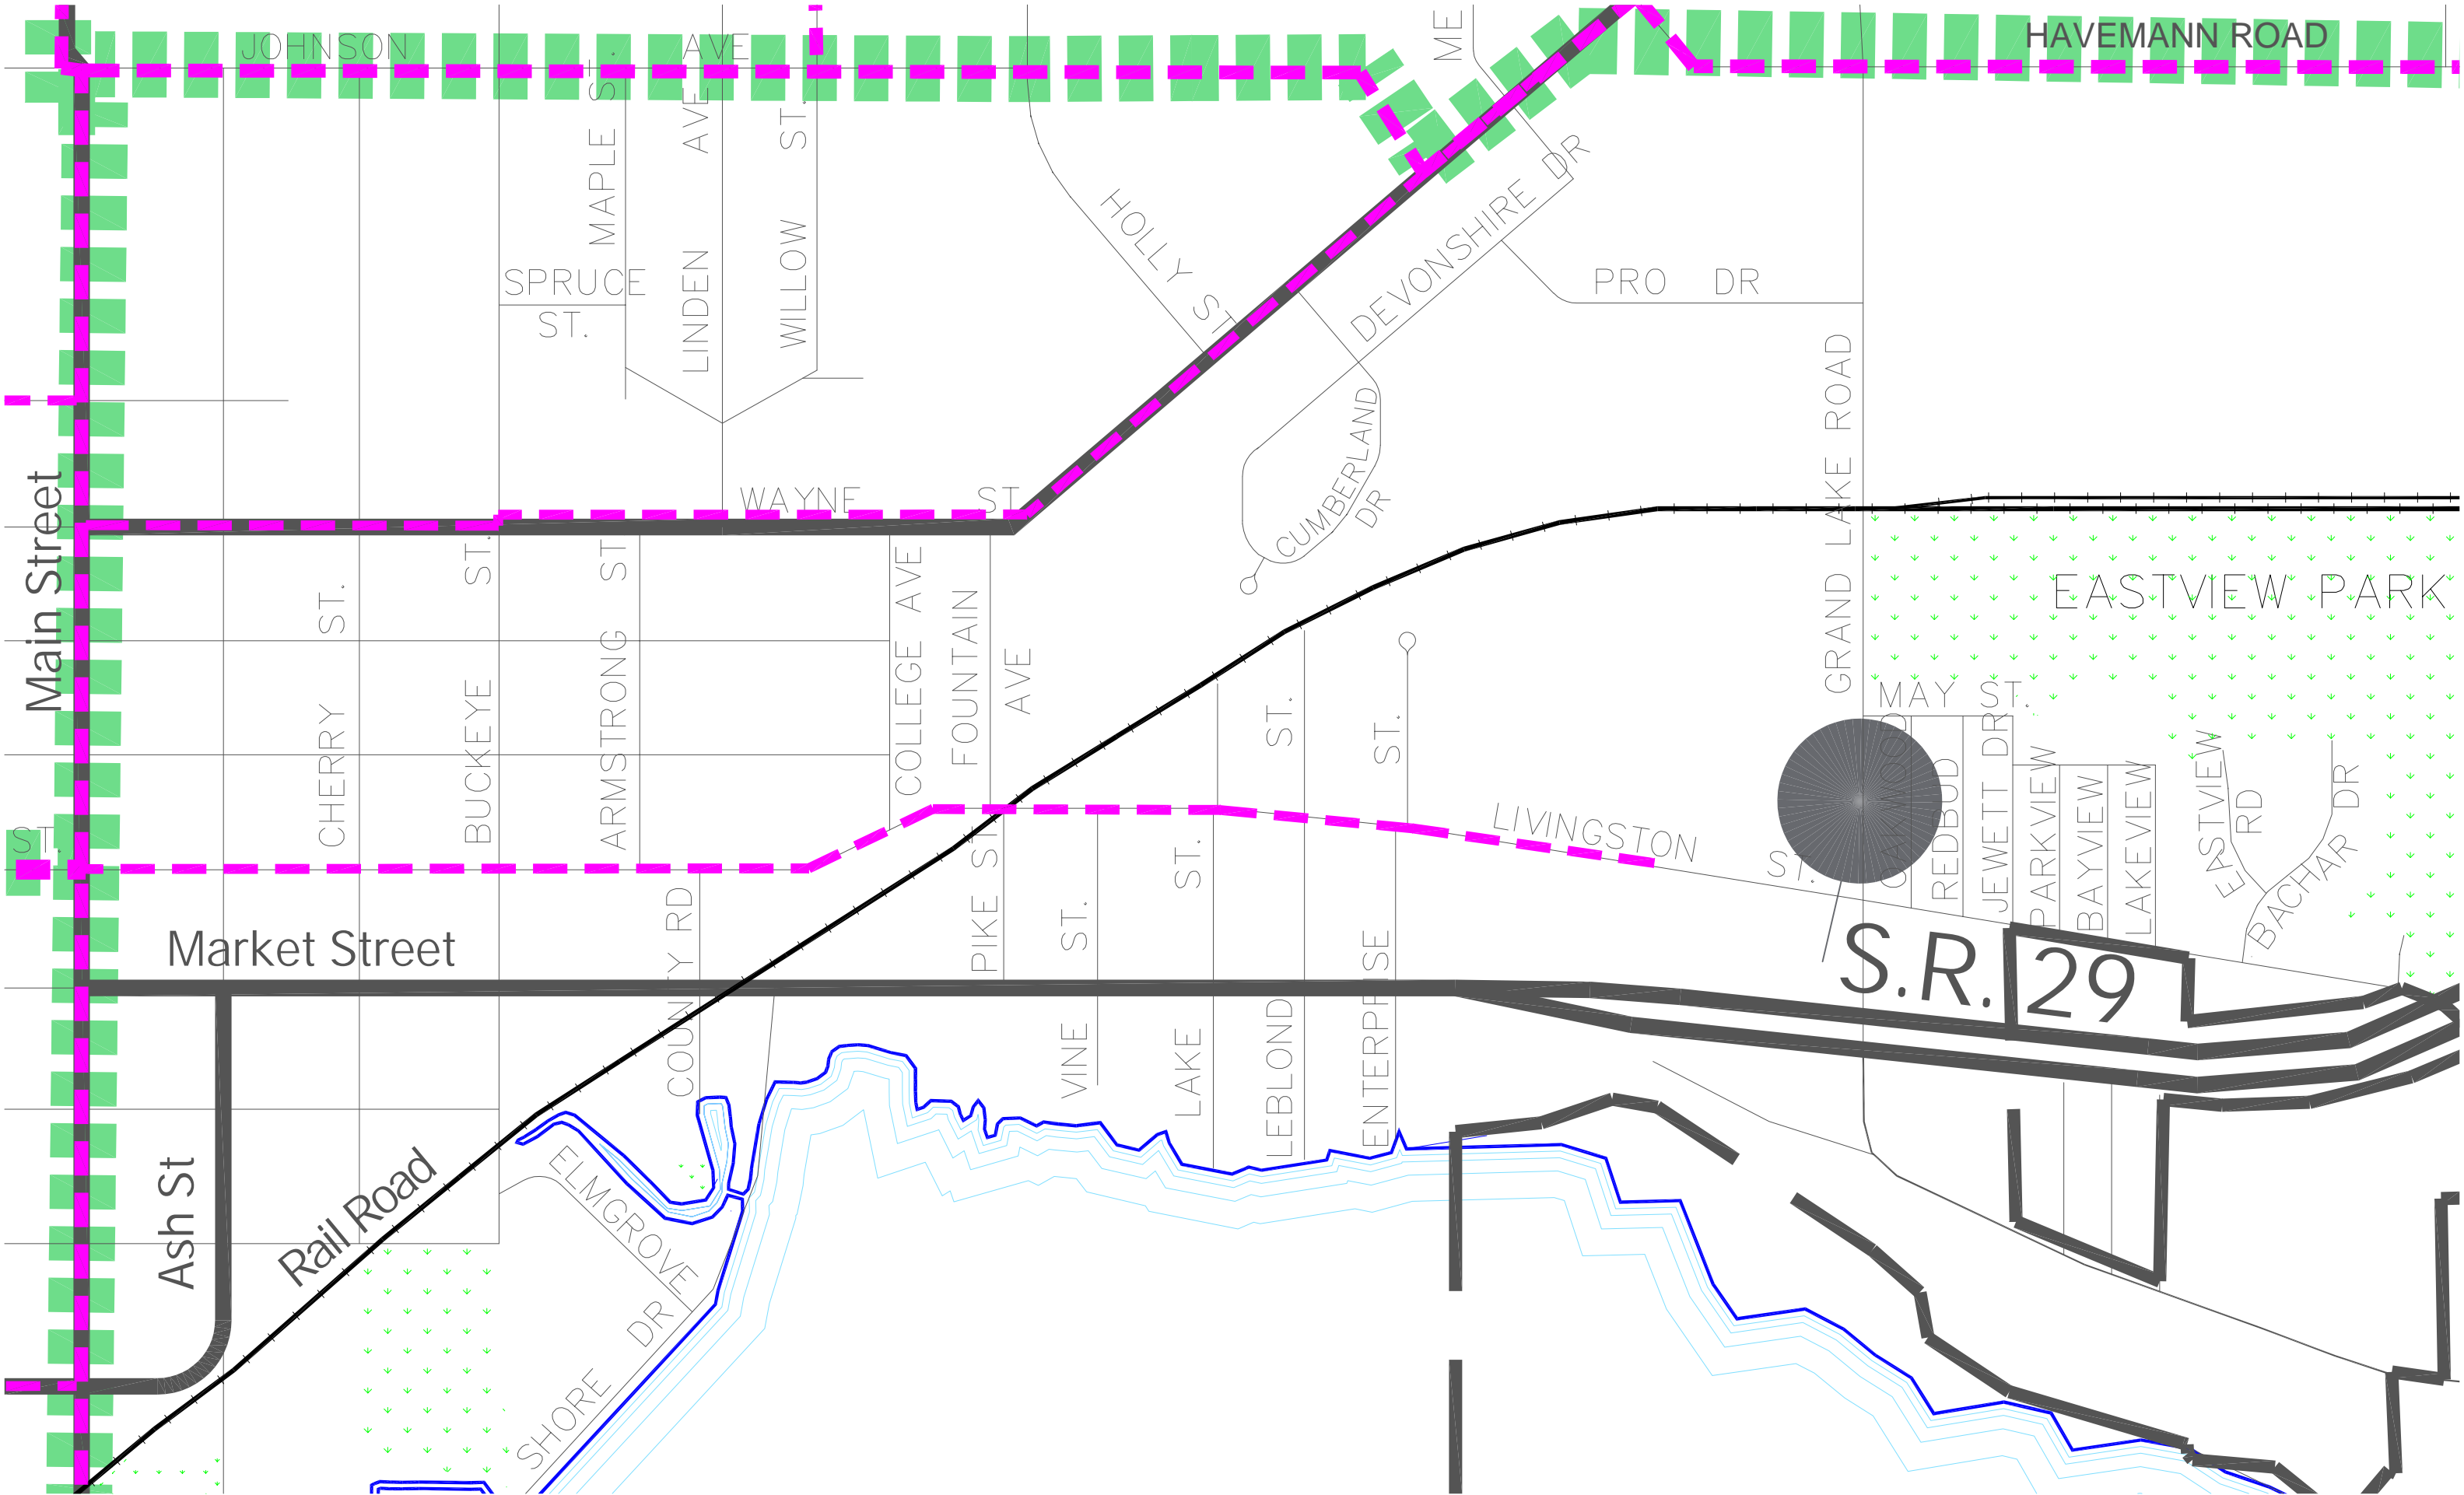 JOHNSON AVE
HAVEMANN ROAD
ME
MAPLE ST.
LINDEN AVE
WILLOW ST.
HOLLY ST
DEVONSHIRE DR
SPRUCE
ST.
PRO DR
GRAND LAKE ROAD
Main Street
WAYNE ST
CUMBERLAND
DR
EASTVIEW PARK
CHERRY ST.
BUCKEYE ST.
ARMSTRONG ST
COLLEGE AVE
FOUNTAIN
AVE
ST.
ST.
MAY ST.
ST.
LIVINGSTON ST.
REDBUD
JEWETT DR
PARKVIEW
BAYVIEW
LAKEVIEW
EASTVIEW
RD
BACHAR DR
Market Street
COUNTY RD
PIKE ST
VINE ST.
LAKE ST.
LEBLOND
ENTERPRISE
S.R. 29
Ash St
Rail Road
ELMGROVE
SHORE DR